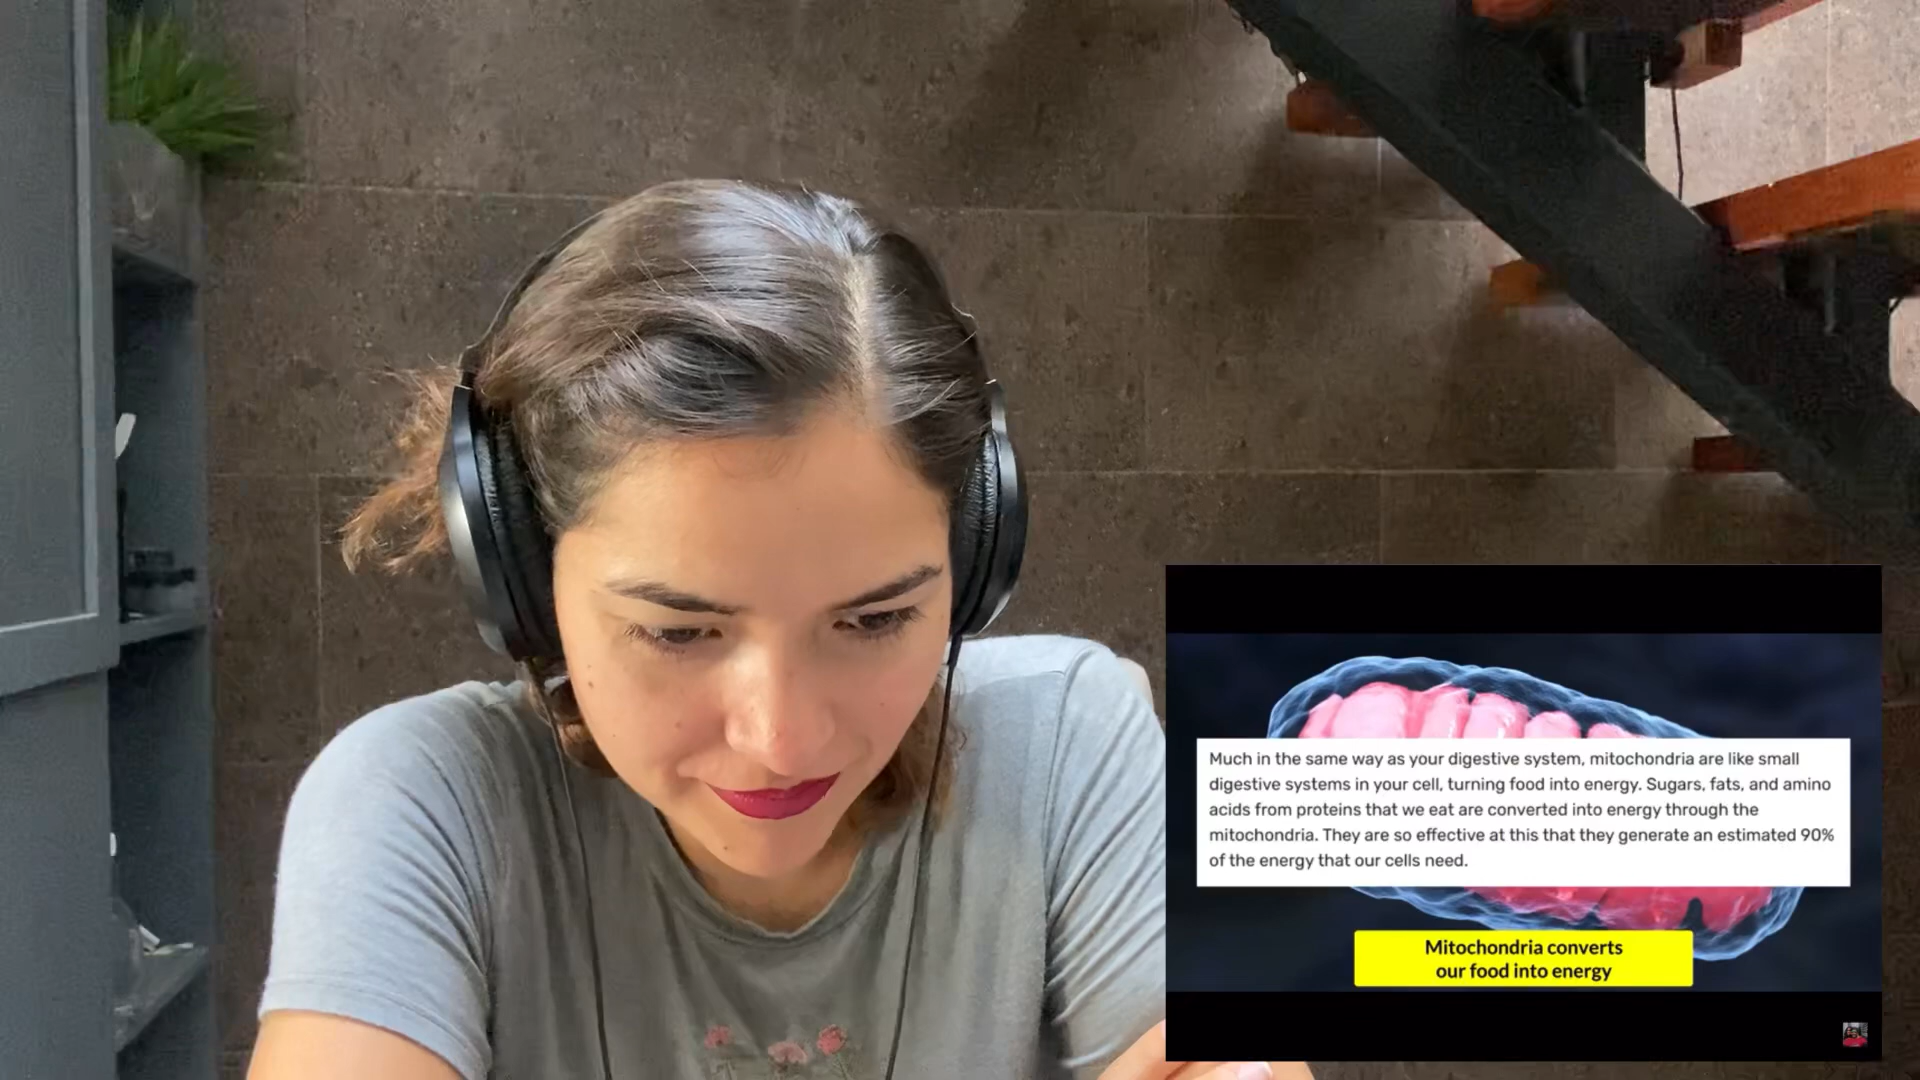 Much in the same way as your digestive system, mitochondria are like small
digestive systems in your cell, turning food into energy. Sugars, fats, and amino
acids from proteins that we eat are converted into energy through the
mitochondria. They are so effective at this that they generate an estimated 90%
of the energy that our cells need.
Mitochondria converts
our food into energy